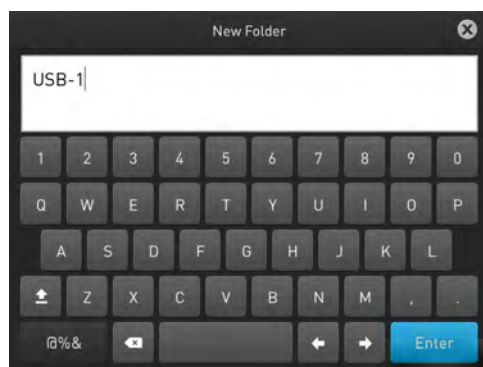 New Folder
USB-1
1 2 3 4 5 6 7 8 9 0
Q W E R T Y U I O P
A S D F G H J K L
Z X C V B N M , .
@%& Enter